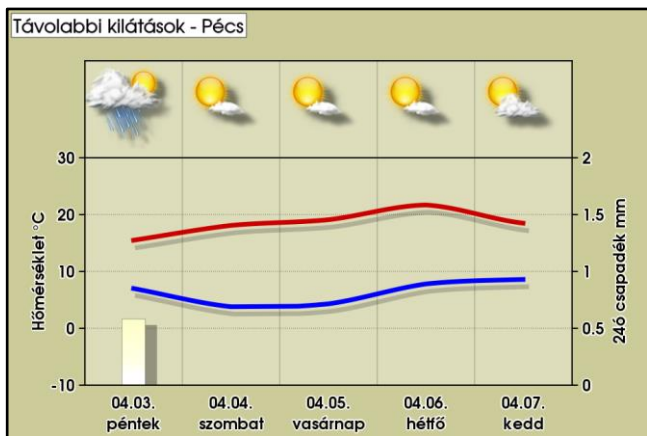 Távolabbi kilátások - Pécs
30
20
10
0
-10
Hőmérséklet °C
2
1.5
1
0.5
0
24ó csapadék mm
04.03. 04.04. 04.05. 04.06. 04.07.
péntek szombat vasárnap hétfő kedd